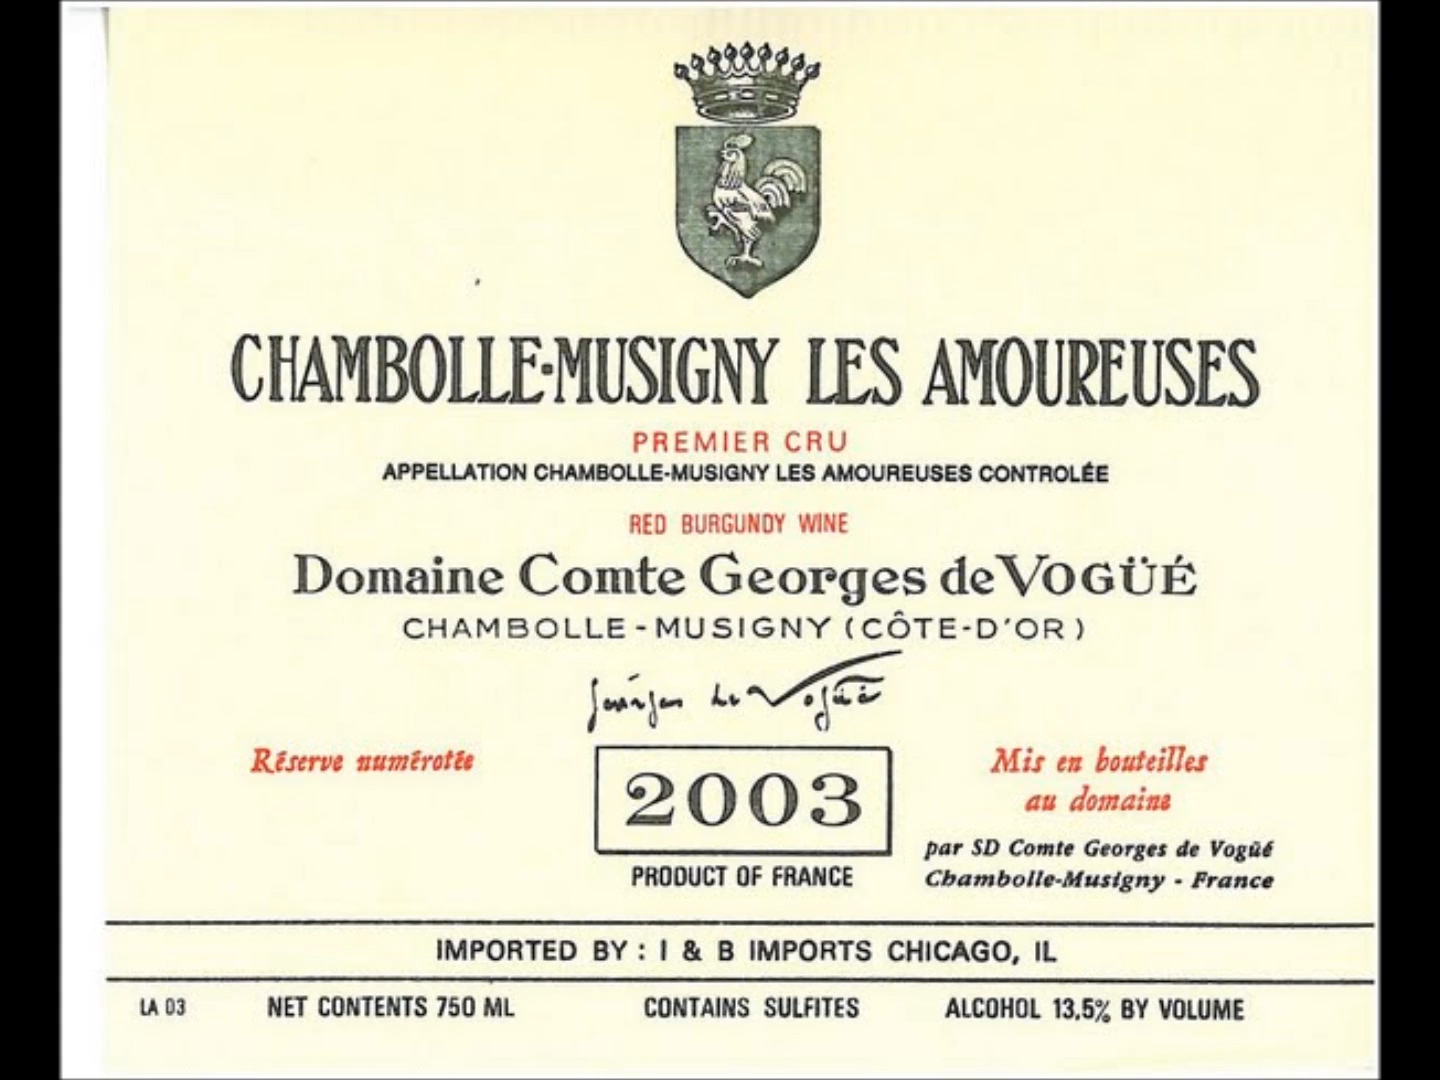 CHAMBOLLE-MUSIGNY LES AMOUREUSES
PREMIER CRU
APPELLATION CHAMBOLLE-MUSIGNY LES AMOUREUSES CONTROLÉE
RED BURGUNDY WINE
Domaine Comte Georges de VOGÜÉ
CHAMBOLLE-MUSIGNY (CÔTE-D'OR)
Georges de Vogüé
Réserve numérotée
2003
PRODUCT OF FRANCE
Mis en bouteilles
au domaine
par SD Comte Georges de Vogüé
Chambolle-Musigny - France
IMPORTED BY : I & B IMPORTS CHICAGO, IL
LA 03 NET CONTENTS 750 ML CONTAINS SULFITES ALCOHOL 13,5% BY VOLUME